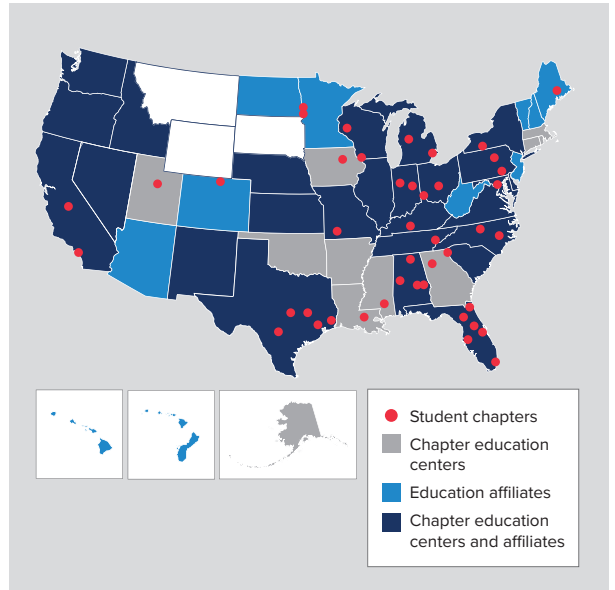 Student chapters
Chapter education
centers
Education affiliates
Chapter education
centers and affiliates